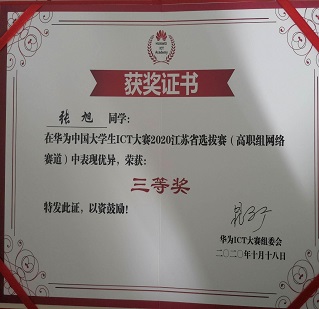 HUAWEI
ICT
Academy
获奖证书
张旭 同学:
在华为中国大学生ICT大赛2020江苏省选拔赛（高职组网络
赛道）中表现优异，荣获:
三等奖
特发此证，以资鼓励!
华为ICT大赛组委会
二〇二〇年十月十八日